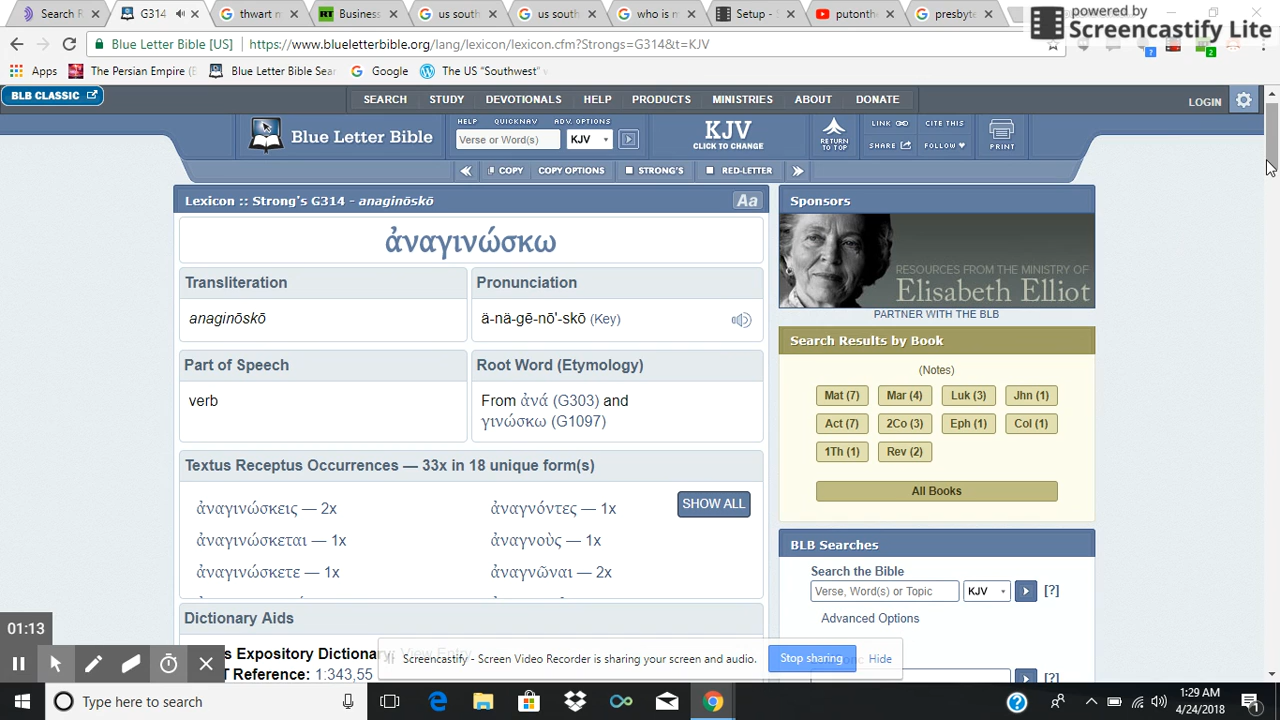 Search R
G314
thwart m
Blue Let
us south
us south
who is m
Setup -
putonth
presbyte
powered by
Screencastify Lite
Blue Letter Bible [US]
https://www.blueletterbible.org/lang/lexicon/lexicon.cfm?Strongs=G314&t=KJV
Apps
The Persian Empire (E
Blue Letter Bible Sea
Google
The US "Southwest"
BLB CLASSIC
SEARCH STUDY DEVOTIONALS HELP PRODUCTS MINISTRIES ABOUT DONATE
LOGIN
Blue Letter Bible
HELP QUICKNAV ADV. OPTIONS
Verse or Word(s) KJV
KJV
CLICK TO CHANGE
RETURN
TO TOP
LINK CITE THIS
SHARE FOLLOW
PRINT
COPY COPY OPTIONS STRONG'S RED-LETTER
Lexicon :: Strong's G314 - anaginōskō
Aa
ἀναγινώσκω
Transliteration
anaginōskō
Pronunciation
ä-nä-gē-nō'-skō (Key)
Part of Speech
verb
Root Word (Etymology)
From ἀνά (G303) and
γινώσκω (G1097)
Textus Receptus Occurrences — 33x in 18 unique form(s)
ἀναγινώσκεις — 2x
ἀναγνόντες — 1x
SHOW ALL
ἀναγινώσκεται — 1x
ἀναγνοὺς — 1x
ἀναγινώσκετε — 1x
ἀναγνῶναι — 2x
Dictionary Aids
s Expository Dictionary: View Entry
T Reference: 1:343,55
Sponsors
RESOURCES FROM THE MINISTRY OF
Elisabeth Elliot
PARTNER WITH THE BLB
Search Results by Book
(Notes)
Mat (7) Mar (4) Luk (3) Jhn (1)
Act (7) 2Co (3) Eph (1) Col (1)
1Th (1) Rev (2)
All Books
BLB Searches
Search the Bible
Verse, Word(s) or Topic KJV [?]
Advanced Options
[?]
01:13
Screencastify - Screen Video Recorder is sharing your screen and audio.
Stop sharing
Hide
Type here to search
1:29 AM
4/24/2018